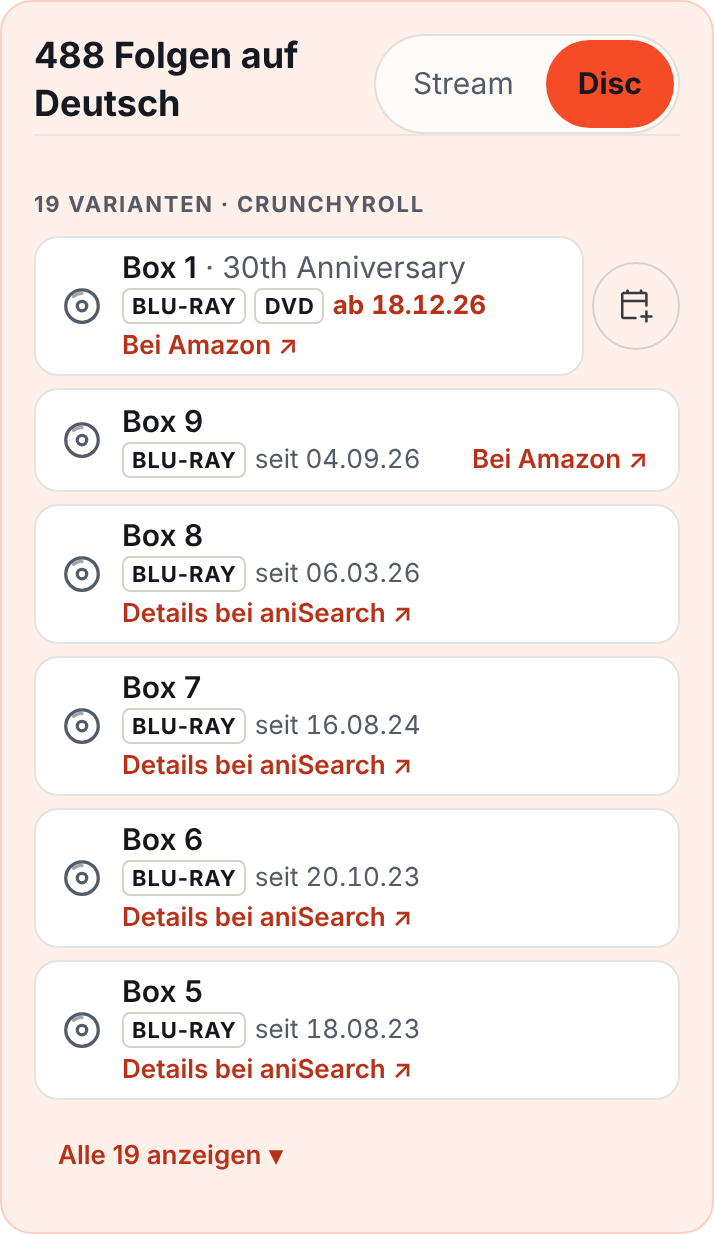 488 Folgen auf
Deutsch
Stream
Disc
19 VARIANTEN · CRUNCHYROLL
Box 1 · 30th Anniversary
BLU-RAY DVD ab 18.12.26
Bei Amazon ↗
Box 9
BLU-RAY seit 04.09.26 Bei Amazon ↗
Box 8
BLU-RAY seit 06.03.26
Details bei aniSearch ↗
Box 7
BLU-RAY seit 16.08.24
Details bei aniSearch ↗
Box 6
BLU-RAY seit 20.10.23
Details bei aniSearch ↗
Box 5
BLU-RAY seit 18.08.23
Details bei aniSearch ↗
Alle 19 anzeigen ▾